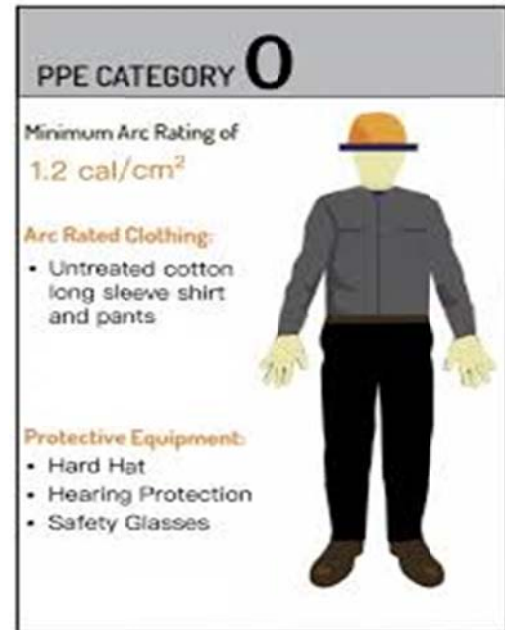 PPE CATEGORY 0
Minimum Arc Rating of
1.2 cal/cm²
Arc Rated Clothing:
• Untreated cotton
long sleeve shirt
and pants
Protective Equipment:
• Hard Hat
• Hearing Protection
• Safety Glasses